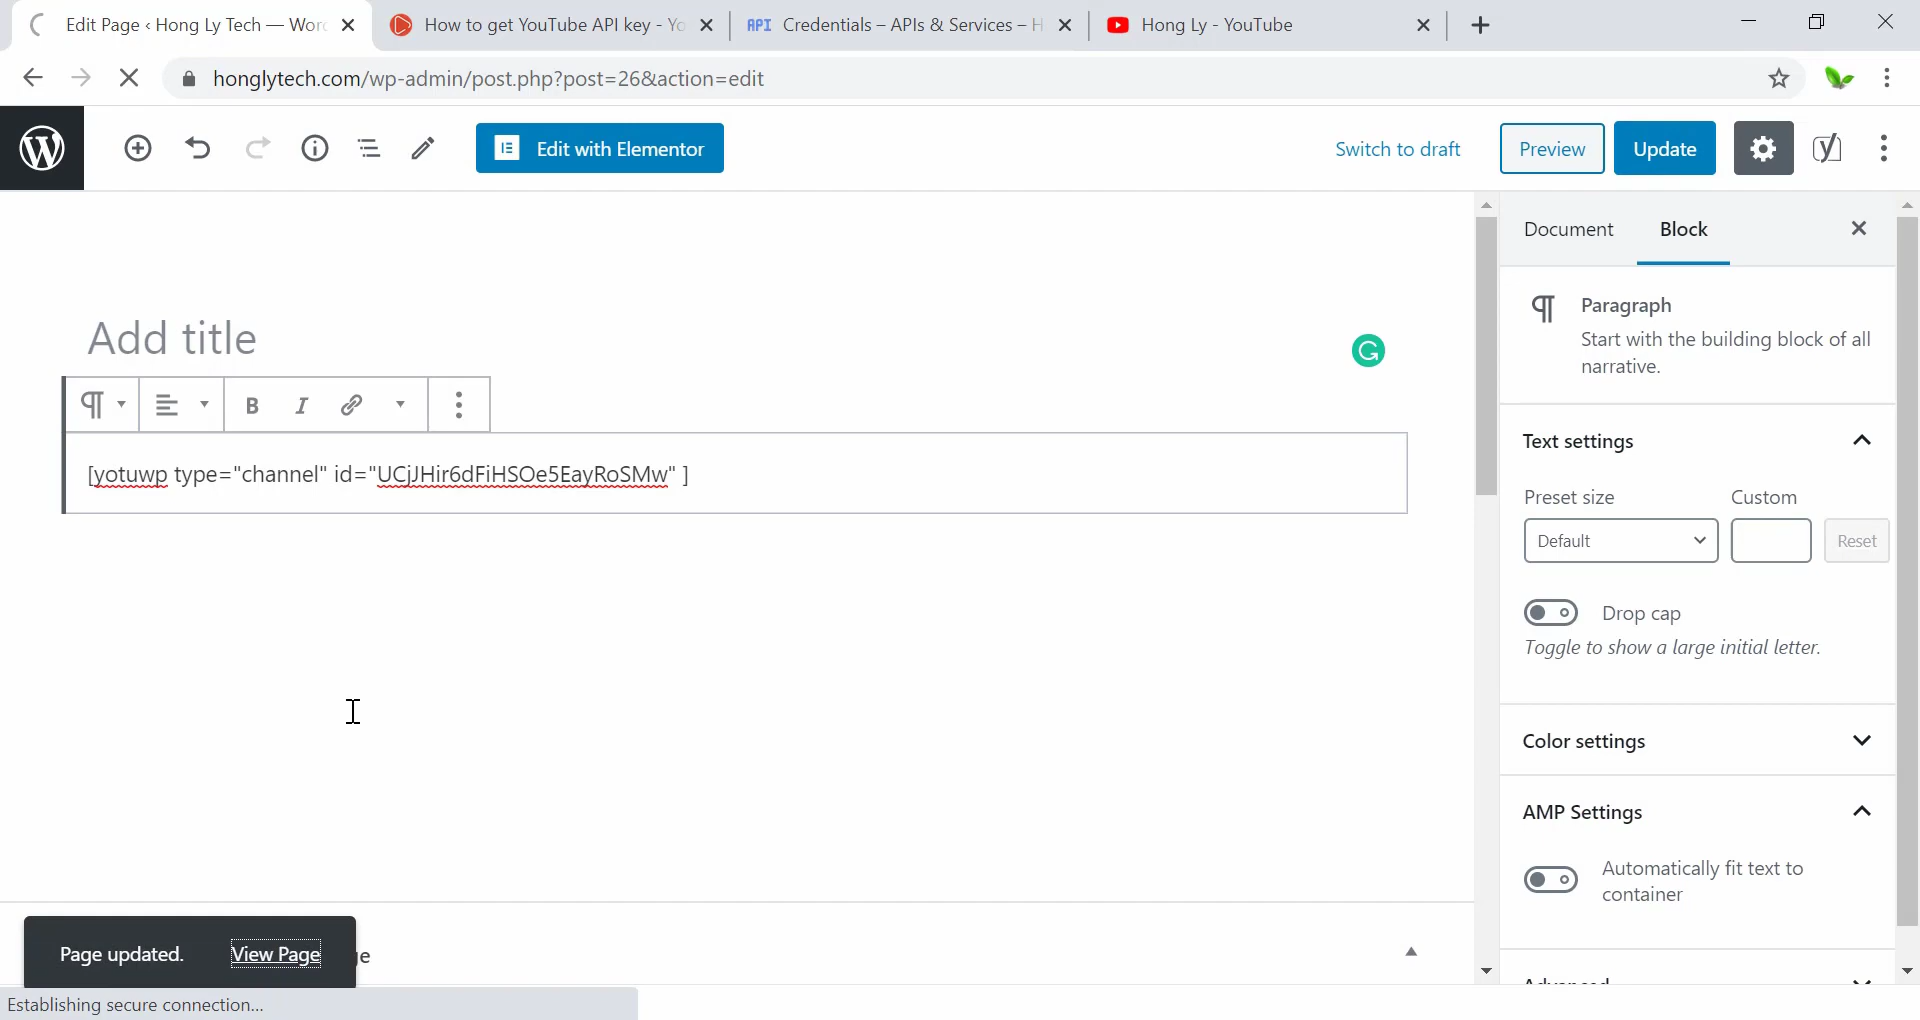 Edit Page ‹ Hong Ly Tech — Wor
How to get YouTube API key - Yo
API Credentials – APIs & Services – H
Hong Ly - YouTube
honglytech.com/wp-admin/post.php?post=26&action=edit
Edit with Elementor
Switch to draft
Preview
Update
Document
Block
Paragraph
Start with the building block of all
narrative.
Add title
B I
[yotuwp type="channel" id="UCjJHir6dFiHSOe5EayRoSMw" ]
Text settings
Preset size
Custom
Default
Reset
Drop cap
Toggle to show a large initial letter.
Color settings
AMP Settings
Automatically fit text to
container
Advanced
Page updated.
View Page
ge
Establishing secure connection...